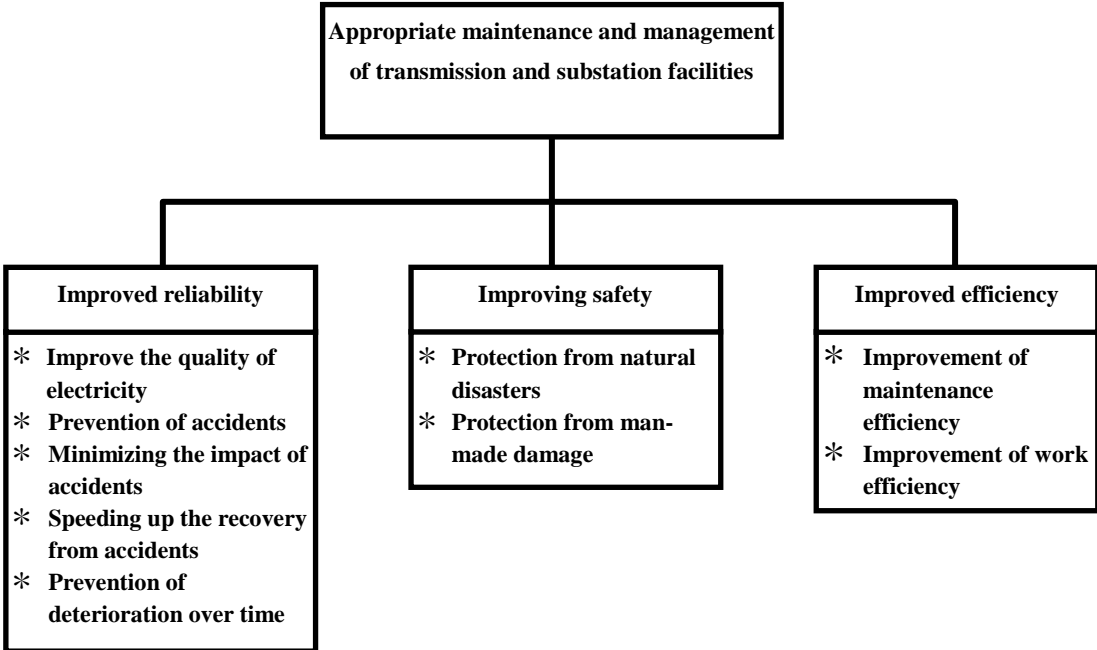 Appropriate maintenance and management
of transmission and substation facilities
Improved reliability
* Improve the quality of
electricity
* Prevention of accidents
* Minimizing the impact of
accidents
* Speeding up the recovery
from accidents
* Prevention of
deterioration over time
Improving safety
* Protection from natural
disasters
* Protection from man-
made damage
Improved efficiency
* Improvement of
maintenance
efficiency
* Improvement of work
efficiency